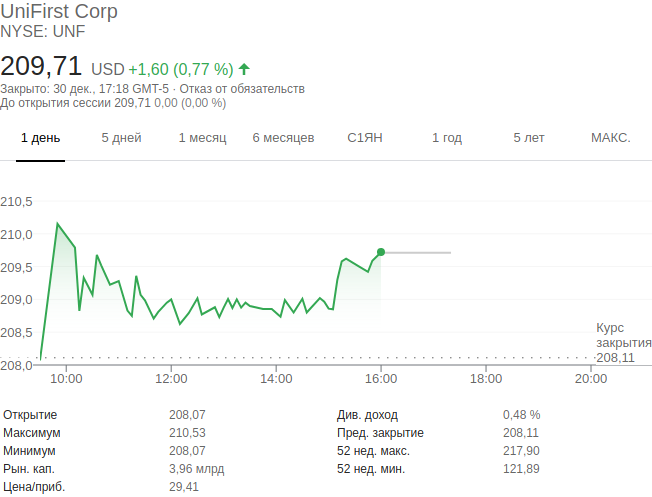 UniFirst Corp
NYSE: UNF
209,71 USD +1,60 (0,77 %)
Закрыто: 30 дек., 17:18 GMT-5 · Отказ от обязательств
До открытия сессии 209,71 0,00 (0,00 %)
1 день 5 дней 1 месяц 6 месяцев С1ЯН 1 год 5 лет МАКС.
210,5
210,0
209,5
209,0
208,5
208,0
Курс
закрытия
208,11
10:00 12:00 14:00 16:00 18:00 20:00
Открытие 208,07 Див. доход 0,48 %
Максимум 210,53 Пред. закрытие 208,11
Минимум 208,07 52 нед. макс. 217,90
Рын. кап. 3,96 млрд 52 нед. мин. 121,89
Цена/приб. 29,41